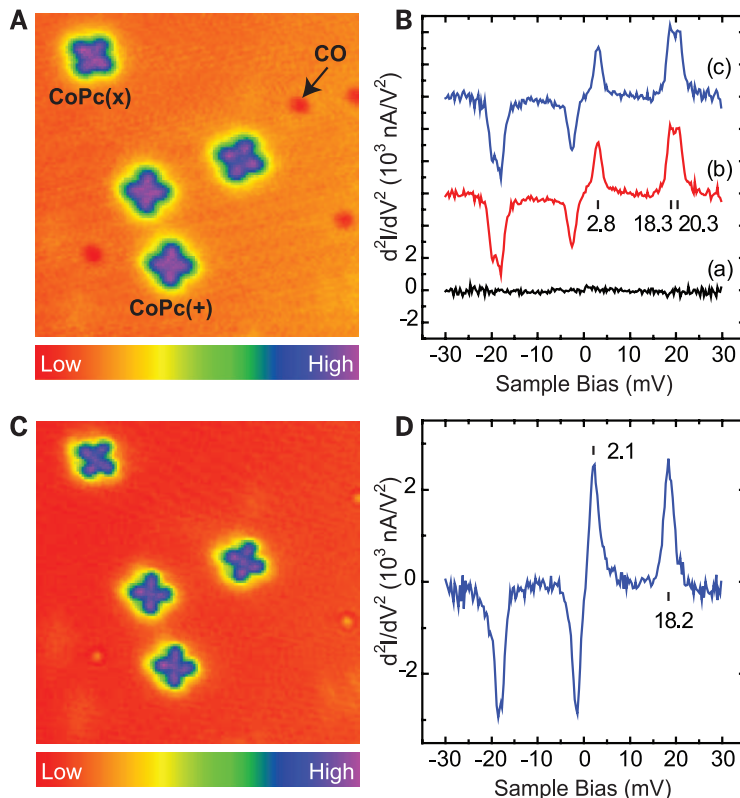 A
CoPc(x)
CO
CoPc(+)
Low High
B
d²I/dV² (10³ nA/V²)
(c)
(b)
2.8 18.3 20.3
(a)
2
0
-2
-30 -20 -10 0 10 20 30
Sample Bias (mV)
C
Low High
D
d²I/dV² (10³ nA/V²)
2.1
18.2
2
0
-2
-30 -20 -10 0 10 20 30
Sample Bias (mV)